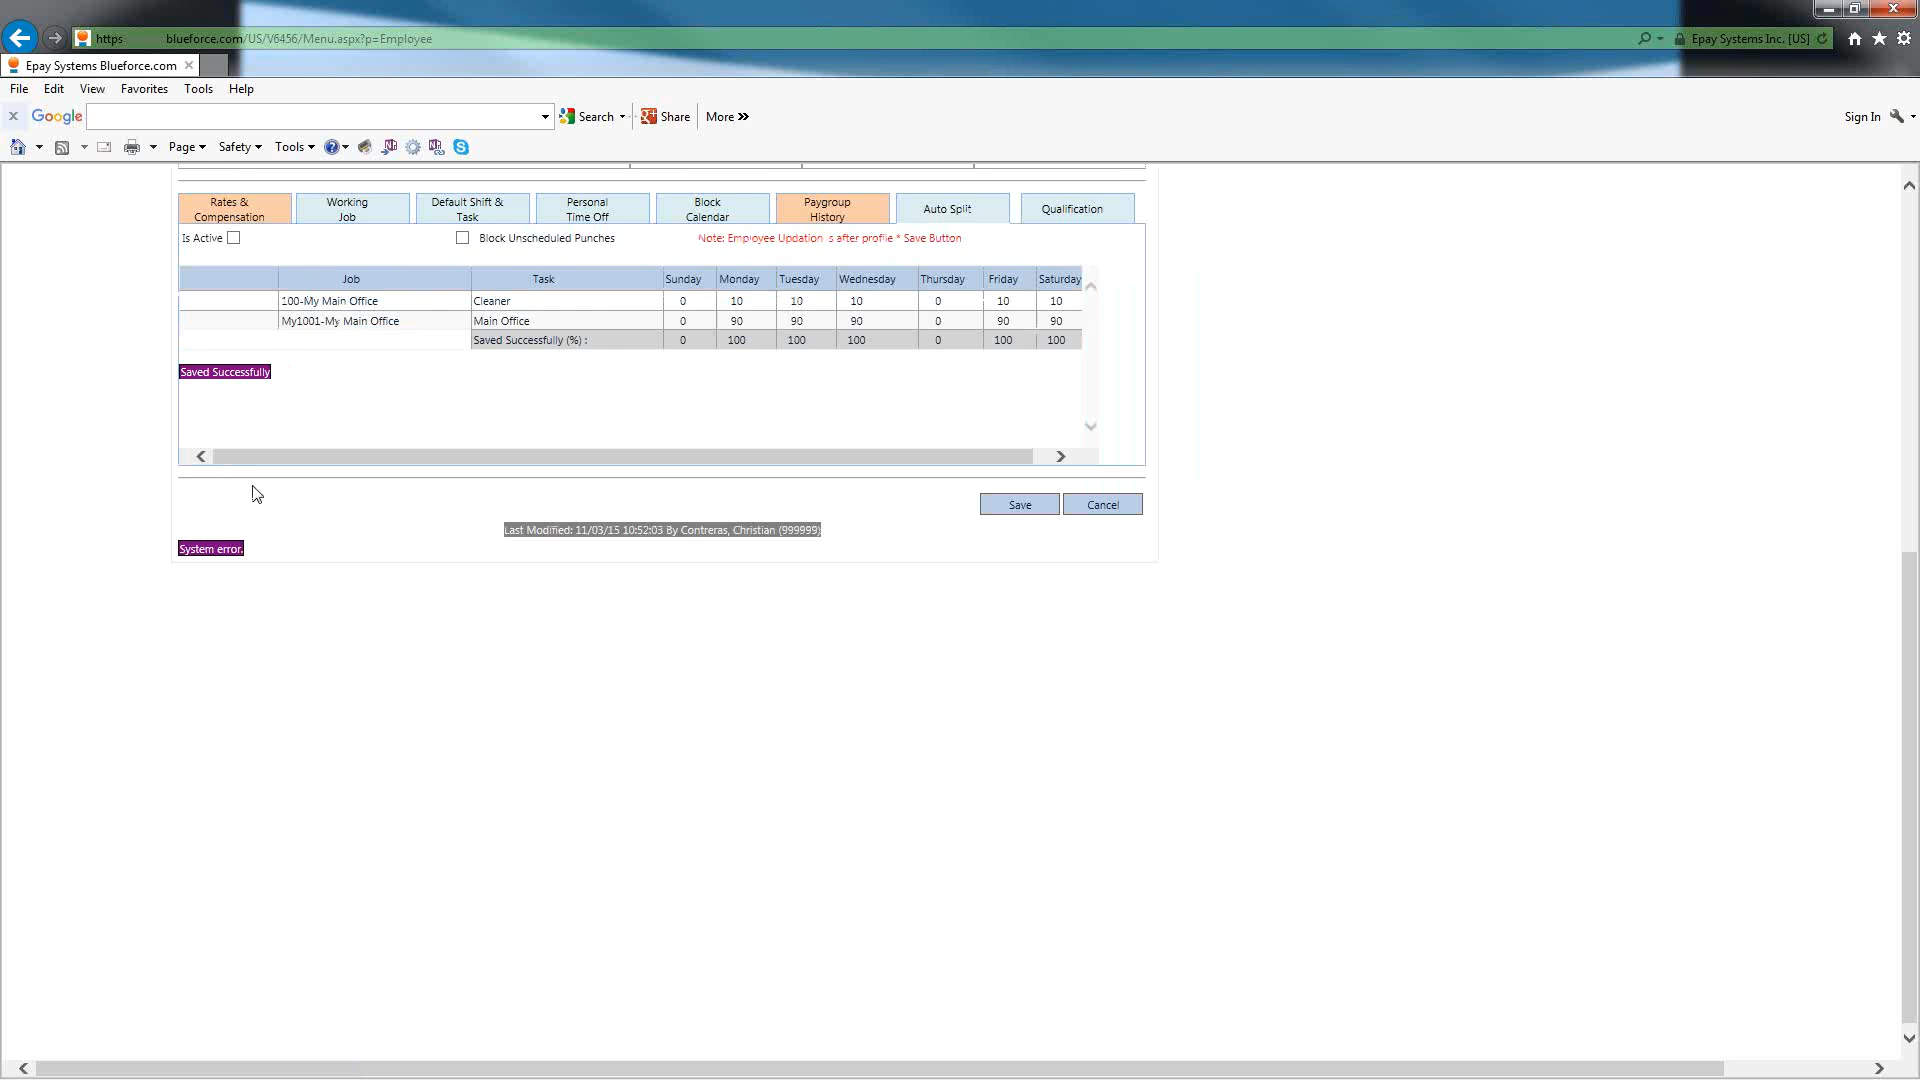 https blueforce.com/US/V6456/Menu.aspx?p=Employee Epay Systems Inc. [US]
Epay Systems Blueforce.com
File Edit View Favorites Tools Help
Google Search Share More Sign In
Page Safety Tools
Rates & Compensation
Working Job
Default Shift & Task
Personal Time Off
Block Calendar
Paygroup History
Auto Split
Qualification
Is Active Block Unscheduled Punches Note: Employee Updation is after profile * Save Button
Job Task Sunday Monday Tuesday Wednesday Thursday Friday Saturday
100-My Main Office Cleaner 0 10 10 10 0 10 10
My1001-My Main Office Main Office 0 90 90 90 0 90 90
Saved Successfully (%) : 0 100 100 100 0 100 100
Saved Successfully
Save Cancel
Last Modified: 11/03/15 10:52:03 By Contreras, Christian (999999)
System error.